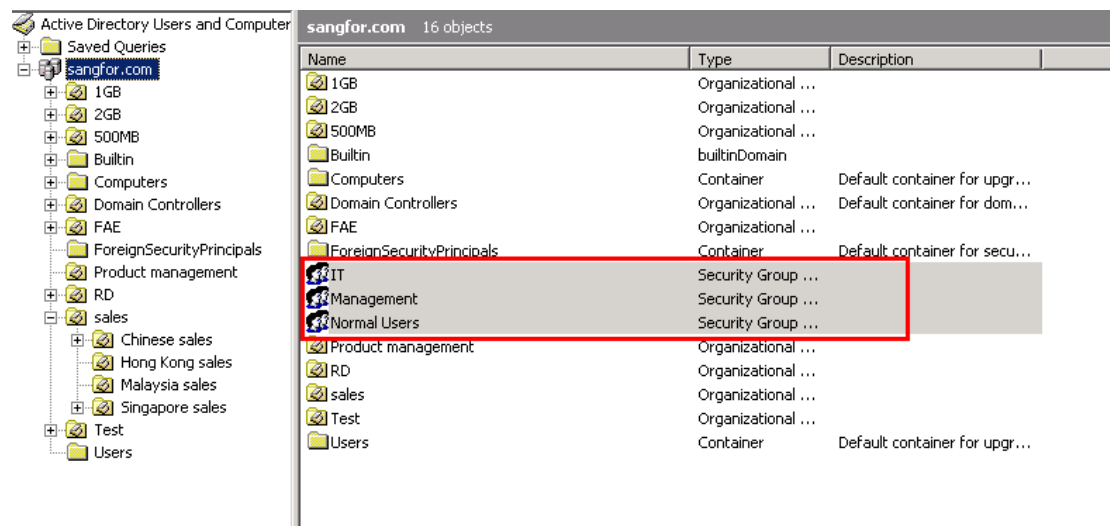 Active Directory Users and Computer
Saved Queries
sangfor.com
1GB
2GB
500MB
Builtin
Computers
Domain Controllers
FAE
ForeignSecurityPrincipals
Product management
RD
sales
Chinese sales
Hong Kong sales
Malaysia sales
Singapore sales
Test
Users
sangfor.com 16 objects
Name Type Description
1GB Organizational ...
2GB Organizational ...
500MB Organizational ...
Builtin builtinDomain
Computers Container Default container for upgr...
Domain Controllers Organizational ... Default container for dom...
FAE Organizational ...
ForeignSecurityPrincipals Container Default container for secu...
IT Security Group ...
Management Security Group ...
Normal Users Security Group ...
Product management Organizational ...
RD Organizational ...
sales Organizational ...
Test Organizational ...
Users Container Default container for upgr...